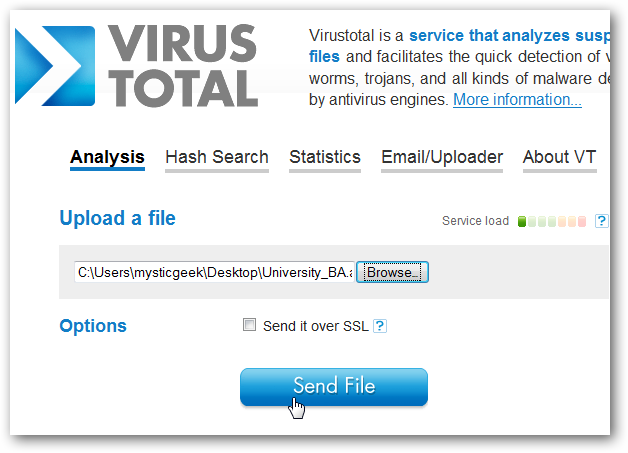 VIRUS
TOTAL
Virustotal is a service that analyzes
files and facilitates the quick detection of
worms, trojans, and all kinds of malware
by antivirus engines. More information...
Analysis Hash Search Statistics Email/Uploader About VT
Upload a file
Service load ?
C:\Users\mysticgeek\Desktop\University_BA. Browse...
Options
Send it over SSL ?
Send File